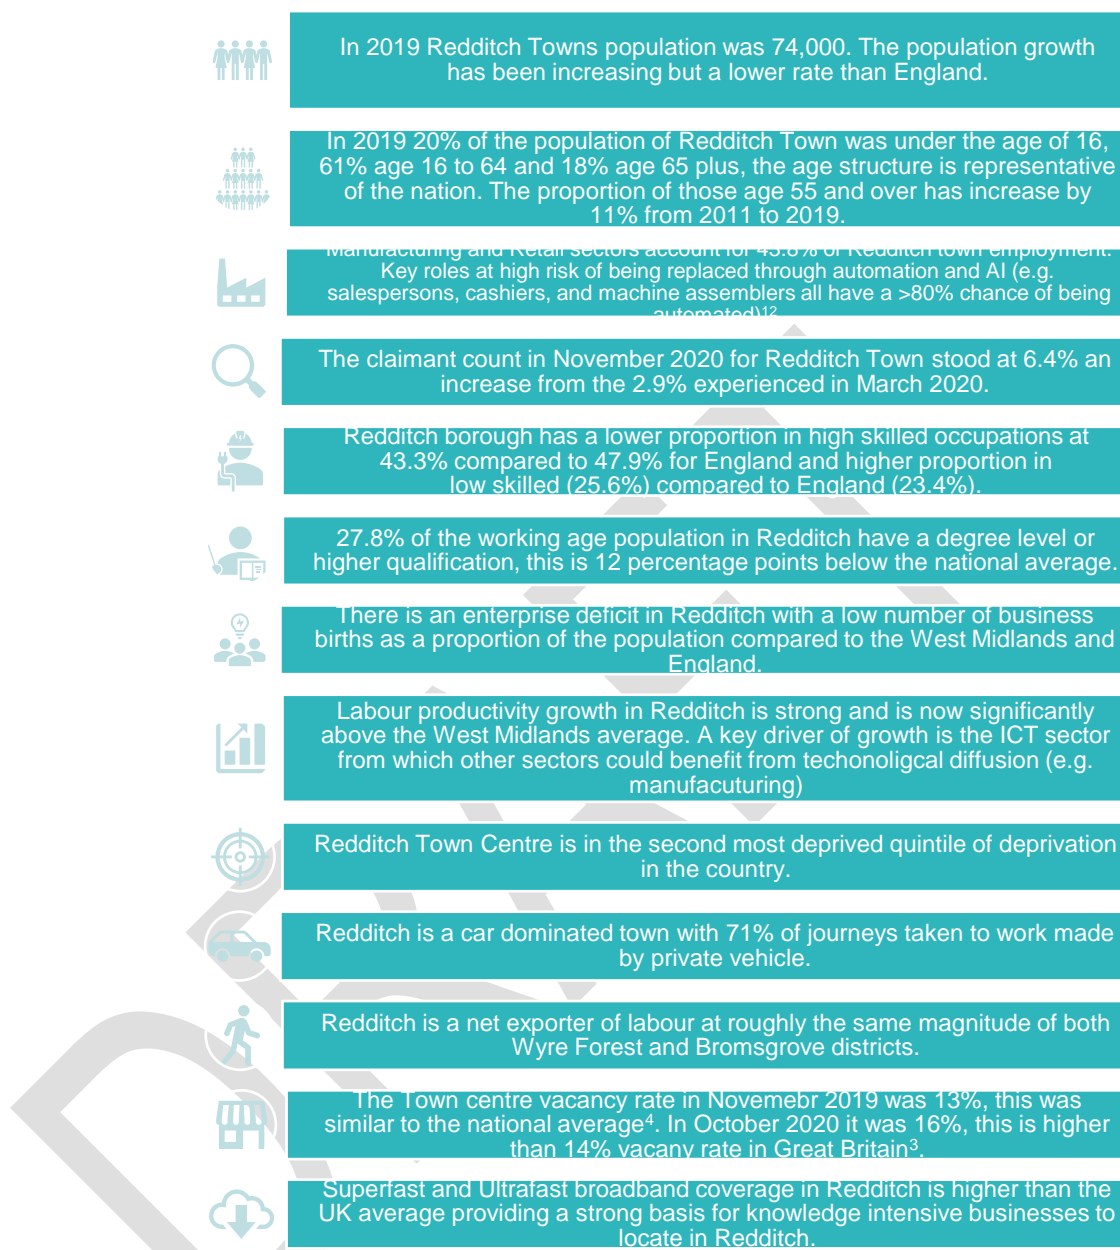 In 2019 Redditch Towns population was 74,000. The population growth
has been increasing but a lower rate than England.
In 2019 20% of the population of Redditch Town was under the age of 16,
61% age 16 to 64 and 18% age 65 plus, the age structure is representative
of the nation. The proportion of those age 55 and over has increase by
11% from 2011 to 2019.
Manufacturing and Retail sectors account for 43.8% of Redditch town employment.
Key roles at high risk of being replaced through automation and AI (e.g.
salespersons, cashiers, and machine assemblers all have a >80% chance of being
automated)12
The claimant count in November 2020 for Redditch Town stood at 6.4% an
increase from the 2.9% experienced in March 2020.
Redditch borough has a lower proportion in high skilled occupations at
43.3% compared to 47.9% for England and higher proportion in
low skilled (25.6%) compared to England (23.4%).
27.8% of the working age population in Redditch have a degree level or
higher qualification, this is 12 percentage points below the national average.
There is an enterprise deficit in Redditch with a low number of business
births as a proportion of the population compared to the West Midlands and
England.
Labour productivity growth in Redditch is strong and is now significantly
above the West Midlands average. A key driver of growth is the ICT sector
from which other sectors could benefit from techonoligcal diffusion (e.g.
manufacuturing)
Redditch Town Centre is in the second most deprived quintile of deprivation
in the country.
Redditch is a car dominated town with 71% of journeys taken to work made
by private vehicle.
Redditch is a net exporter of labour at roughly the same magnitude of both
Wyre Forest and Bromsgrove districts.
The Town centre vacancy rate in Novemebr 2019 was 13%, this was
similar to the national average4. In October 2020 it was 16%, this is higher
than 14% vacany rate in Great Britain3.
Superfast and Ultrafast broadband coverage in Redditch is higher than the
UK average providing a strong basis for knowledge intensive businesses to
locate in Redditch.